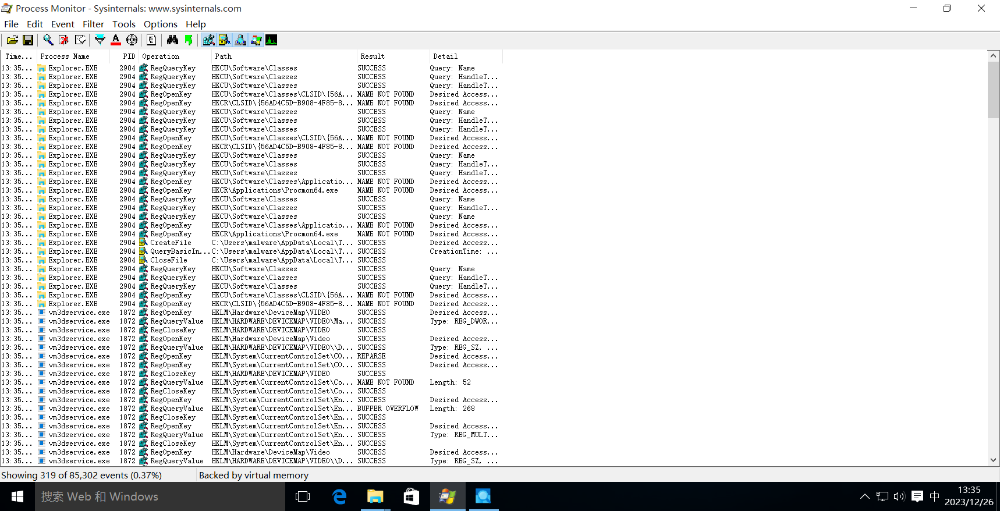 Process Monitor - Sysinternals: www.sysinternals.com
File Edit Event Filter Tools Options Help
Time... Process Name PID Operation Path Result Detail
13:35... Explorer.EXE 2904 RegQueryKey HKCU\Software\Classes SUCCESS Query: Name
13:35... Explorer.EXE 2904 RegQueryKey HKCU\Software\Classes SUCCESS Query: HandleT...
13:35... Explorer.EXE 2904 RegQueryKey HKCU\Software\Classes SUCCESS Query: HandleT...
13:35... Explorer.EXE 2904 RegOpenKey HKCU\Software\Classes\CLSID\{56A... NAME NOT FOUND Desired Access...
13:35... Explorer.EXE 2904 RegOpenKey HKCR\CLSID\{56AD4C5D-B908-4F85-8... NAME NOT FOUND Desired Access...
13:35... Explorer.EXE 2904 RegQueryKey HKCU\Software\Classes SUCCESS Query: Name
13:35... Explorer.EXE 2904 RegQueryKey HKCU\Software\Classes SUCCESS Query: HandleT...
13:35... Explorer.EXE 2904 RegQueryKey HKCU\Software\Classes SUCCESS Query: HandleT...
13:35... Explorer.EXE 2904 RegOpenKey HKCU\Software\Classes\CLSID\{56A... NAME NOT FOUND Desired Access...
13:35... Explorer.EXE 2904 RegOpenKey HKCR\CLSID\{56AD4C5D-B908-4F85-8... NAME NOT FOUND Desired Access...
13:35... Explorer.EXE 2904 RegQueryKey HKCU\Software\Classes SUCCESS Query: Name
13:35... Explorer.EXE 2904 RegQueryKey HKCU\Software\Classes SUCCESS Query: HandleT...
13:35... Explorer.EXE 2904 RegQueryKey HKCU\Software\Classes SUCCESS Query: HandleT...
13:35... Explorer.EXE 2904 RegOpenKey HKCU\Software\Classes\Applicatio... NAME NOT FOUND Desired Access...
13:35... Explorer.EXE 2904 RegOpenKey HKCR\Applications\Procmon64.exe NAME NOT FOUND Desired Access...
13:35... Explorer.EXE 2904 RegQueryKey HKCU\Software\Classes SUCCESS Query: Name
13:35... Explorer.EXE 2904 RegQueryKey HKCU\Software\Classes SUCCESS Query: HandleT...
13:35... Explorer.EXE 2904 RegQueryKey HKCU\Software\Classes SUCCESS Query: Name
13:35... Explorer.EXE 2904 RegOpenKey HKCU\Software\Classes\Applicatio... NAME NOT FOUND Desired Access...
13:35... Explorer.EXE 2904 RegOpenKey HKCR\Applications\Procmon64.exe NAME NOT FOUND Desired Access...
13:35... Explorer.EXE 2904 CreateFile C:\Users\malware\AppData\Local\T... SUCCESS Desired Access...
13:35... Explorer.EXE 2904 QueryBasicIn... C:\Users\malware\AppData\Local\T... SUCCESS CreationTime: ...
13:35... Explorer.EXE 2904 CloseFile C:\Users\malware\AppData\Local\T... SUCCESS
13:35... Explorer.EXE 2904 RegQueryKey HKCU\Software\Classes SUCCESS Query: Name
13:35... Explorer.EXE 2904 RegQueryKey HKCU\Software\Classes SUCCESS Query: HandleT...
13:35... Explorer.EXE 2904 RegQueryKey HKCU\Software\Classes SUCCESS Query: HandleT...
13:35... Explorer.EXE 2904 RegOpenKey HKCU\Software\Classes\CLSID\{56A... NAME NOT FOUND Desired Access...
13:35... Explorer.EXE 2904 RegOpenKey HKCR\CLSID\{56AD4C5D-B908-4F85-8... NAME NOT FOUND Desired Access...
13:35... vm3dservice.exe 1872 RegOpenKey HKLM\Hardware\DeviceMap\VIDEO SUCCESS Desired Access...
13:35... vm3dservice.exe 1872 RegQueryValue HKLM\HARDWARE\DEVICEMAP\VIDEO\Ma... SUCCESS Type: REG_DWOR...
13:35... vm3dservice.exe 1872 RegCloseKey HKLM\HARDWARE\DEVICEMAP\VIDEO SUCCESS
13:35... vm3dservice.exe 1872 RegOpenKey HKLM\Hardware\DeviceMap\Video SUCCESS Desired Access...
13:35... vm3dservice.exe 1872 RegQueryValue HKLM\HARDWARE\DEVICEMAP\VIDEO\\D... SUCCESS Type: REG_SZ, ...
13:35... vm3dservice.exe 1872 RegOpenKey HKLM\System\CurrentControlSet\CO... REPARSE Desired Access...
13:35... vm3dservice.exe 1872 RegOpenKey HKLM\System\CurrentControlSet\CO... SUCCESS Desired Access...
13:35... vm3dservice.exe 1872 RegCloseKey HKLM\HARDWARE\DEVICEMAP\VIDEO SUCCESS
13:35... vm3dservice.exe 1872 RegQueryValue HKLM\System\CurrentControlSet\Co... NAME NOT FOUND Length: 52
13:35... vm3dservice.exe 1872 RegCloseKey HKLM\System\CurrentControlSet\Co... SUCCESS
13:35... vm3dservice.exe 1872 RegOpenKey HKLM\System\CurrentControlSet\En... SUCCESS Desired Access...
13:35... vm3dservice.exe 1872 RegQueryValue HKLM\System\CurrentControlSet\En... BUFFER OVERFLOW Length: 268
13:35... vm3dservice.exe 1872 RegCloseKey HKLM\System\CurrentControlSet\En... SUCCESS
13:35... vm3dservice.exe 1872 RegOpenKey HKLM\System\CurrentControlSet\En... SUCCESS Desired Access...
13:35... vm3dservice.exe 1872 RegQueryValue HKLM\System\CurrentControlSet\En... SUCCESS Type: REG_MULT...
13:35... vm3dservice.exe 1872 RegCloseKey HKLM\System\CurrentControlSet\En... SUCCESS
13:35... vm3dservice.exe 1872 RegOpenKey HKLM\Hardware\DeviceMap\Video SUCCESS Desired Access...
13:35... vm3dservice.exe 1872 RegQueryValue HKLM\HARDWARE\DEVICEMAP\VIDEO\\D... SUCCESS Type: REG_SZ, ...
Showing 319 of 85,302 events (0.37%) Backed by virtual memory
搜索 Web 和 Windows
中
13:35
2023/12/26